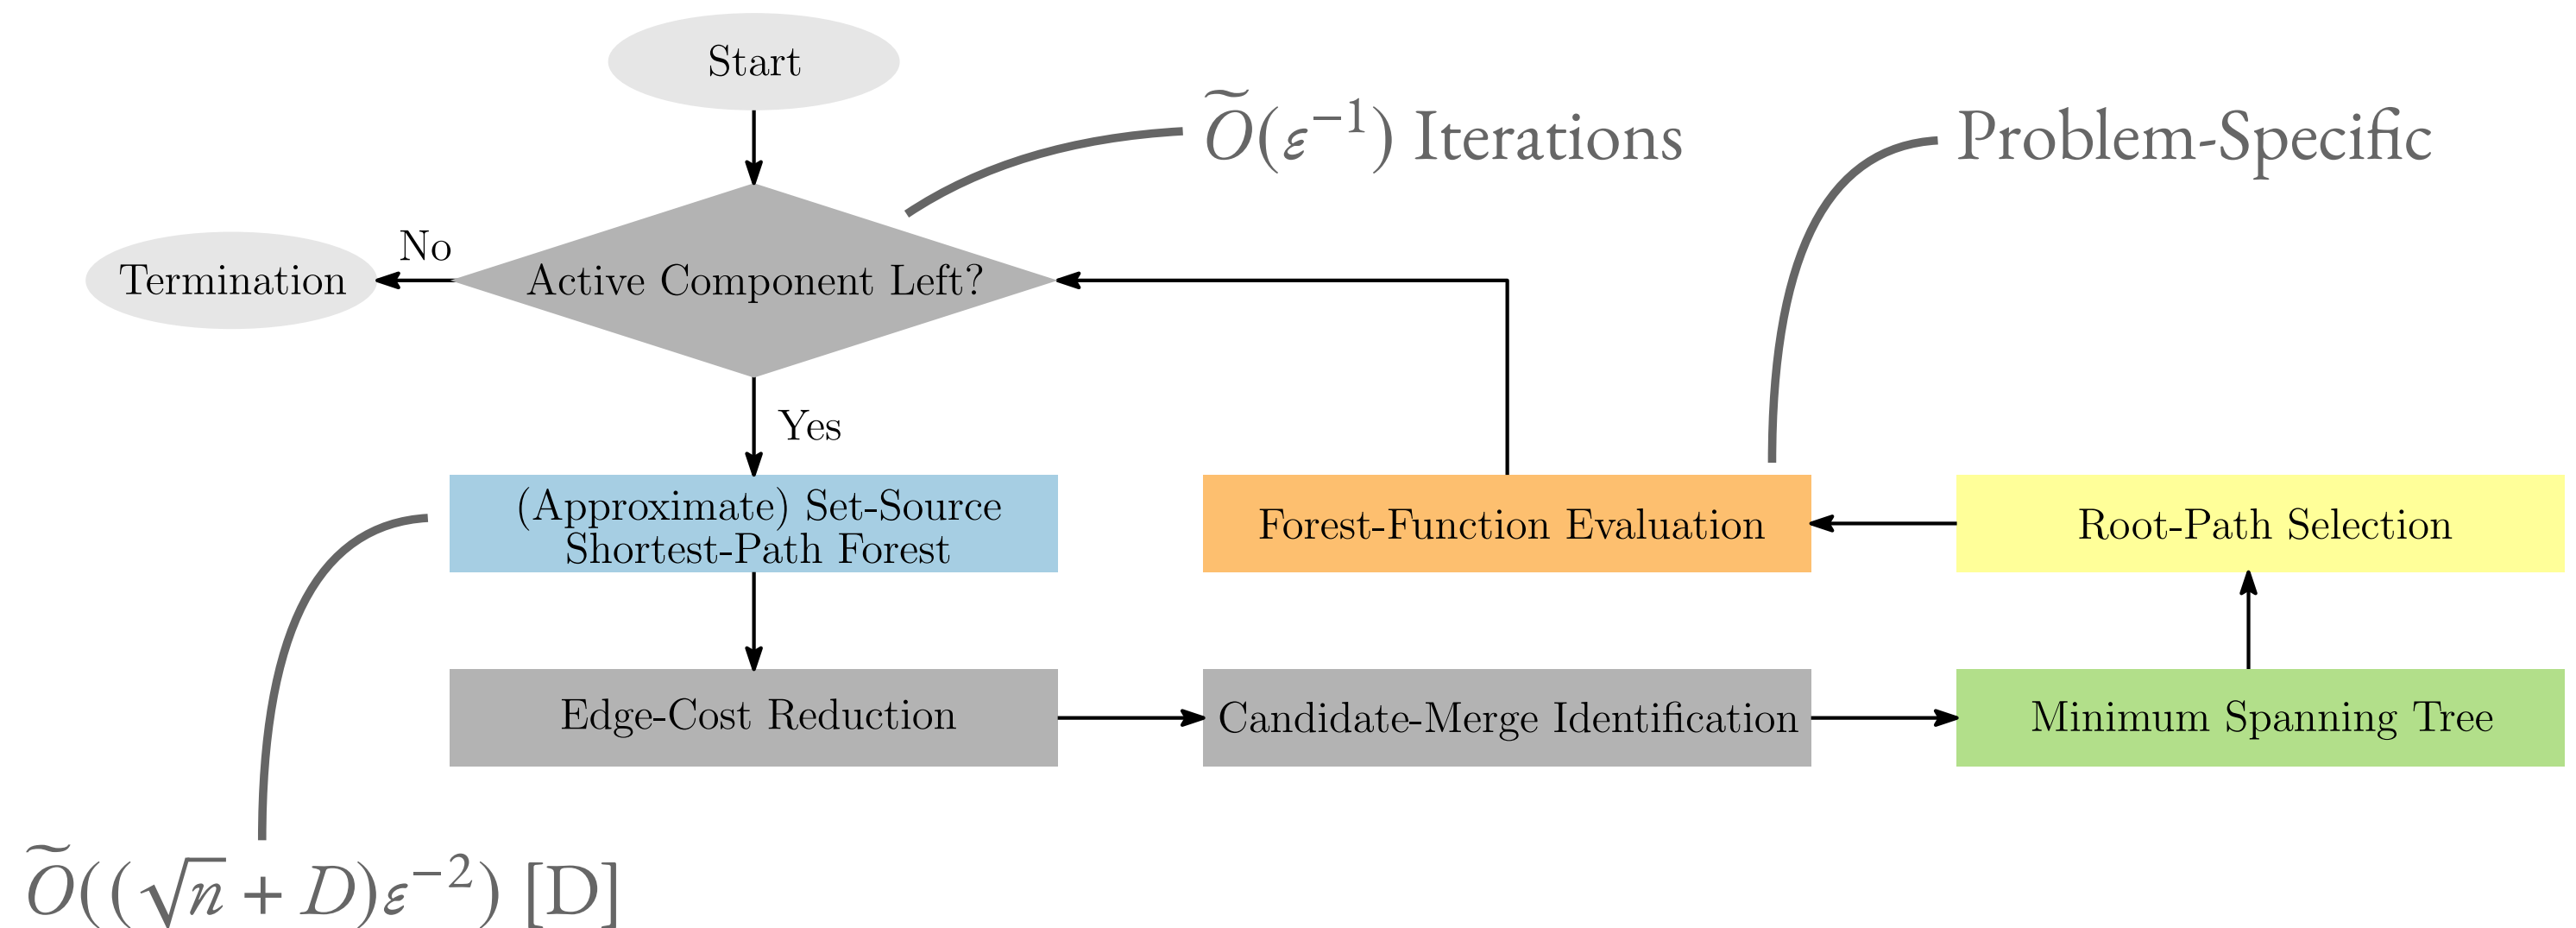 Start
Õ(ε⁻¹) Iterations
Problem-Specific
No
Termination
Active Component Left?
Yes
(Approximate) Set-Source
Shortest-Path Forest
Forest-Function Evaluation
Root-Path Selection
Edge-Cost Reduction
Candidate-Merge Identification
Minimum Spanning Tree
Õ((√n + D)ε⁻²) [D]